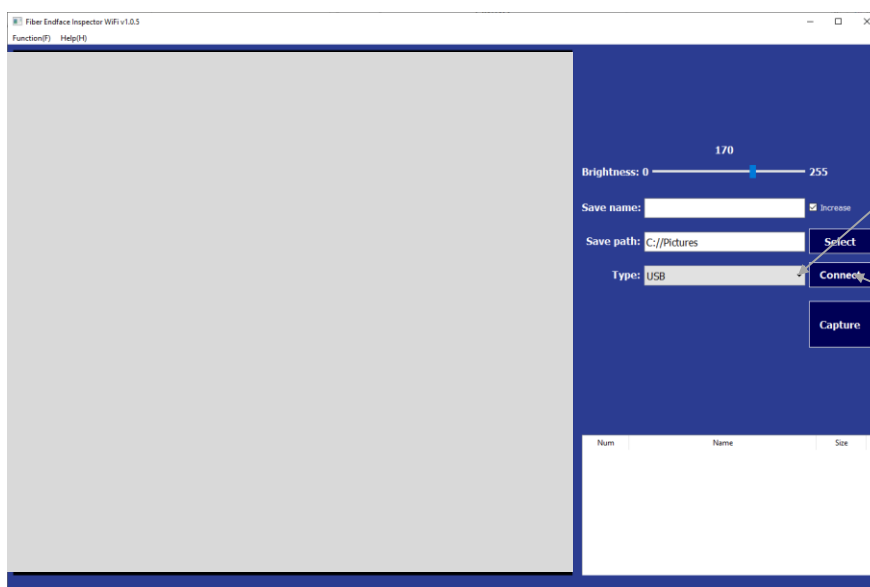 Fiber Endface Inspector WiFi v1.0.5
Function(F) Help(H)
170
Brightness: 0 255
Save name: Increase
Save path: C://Pictures Select
Type: USB Connect
Capture
Num Name Size